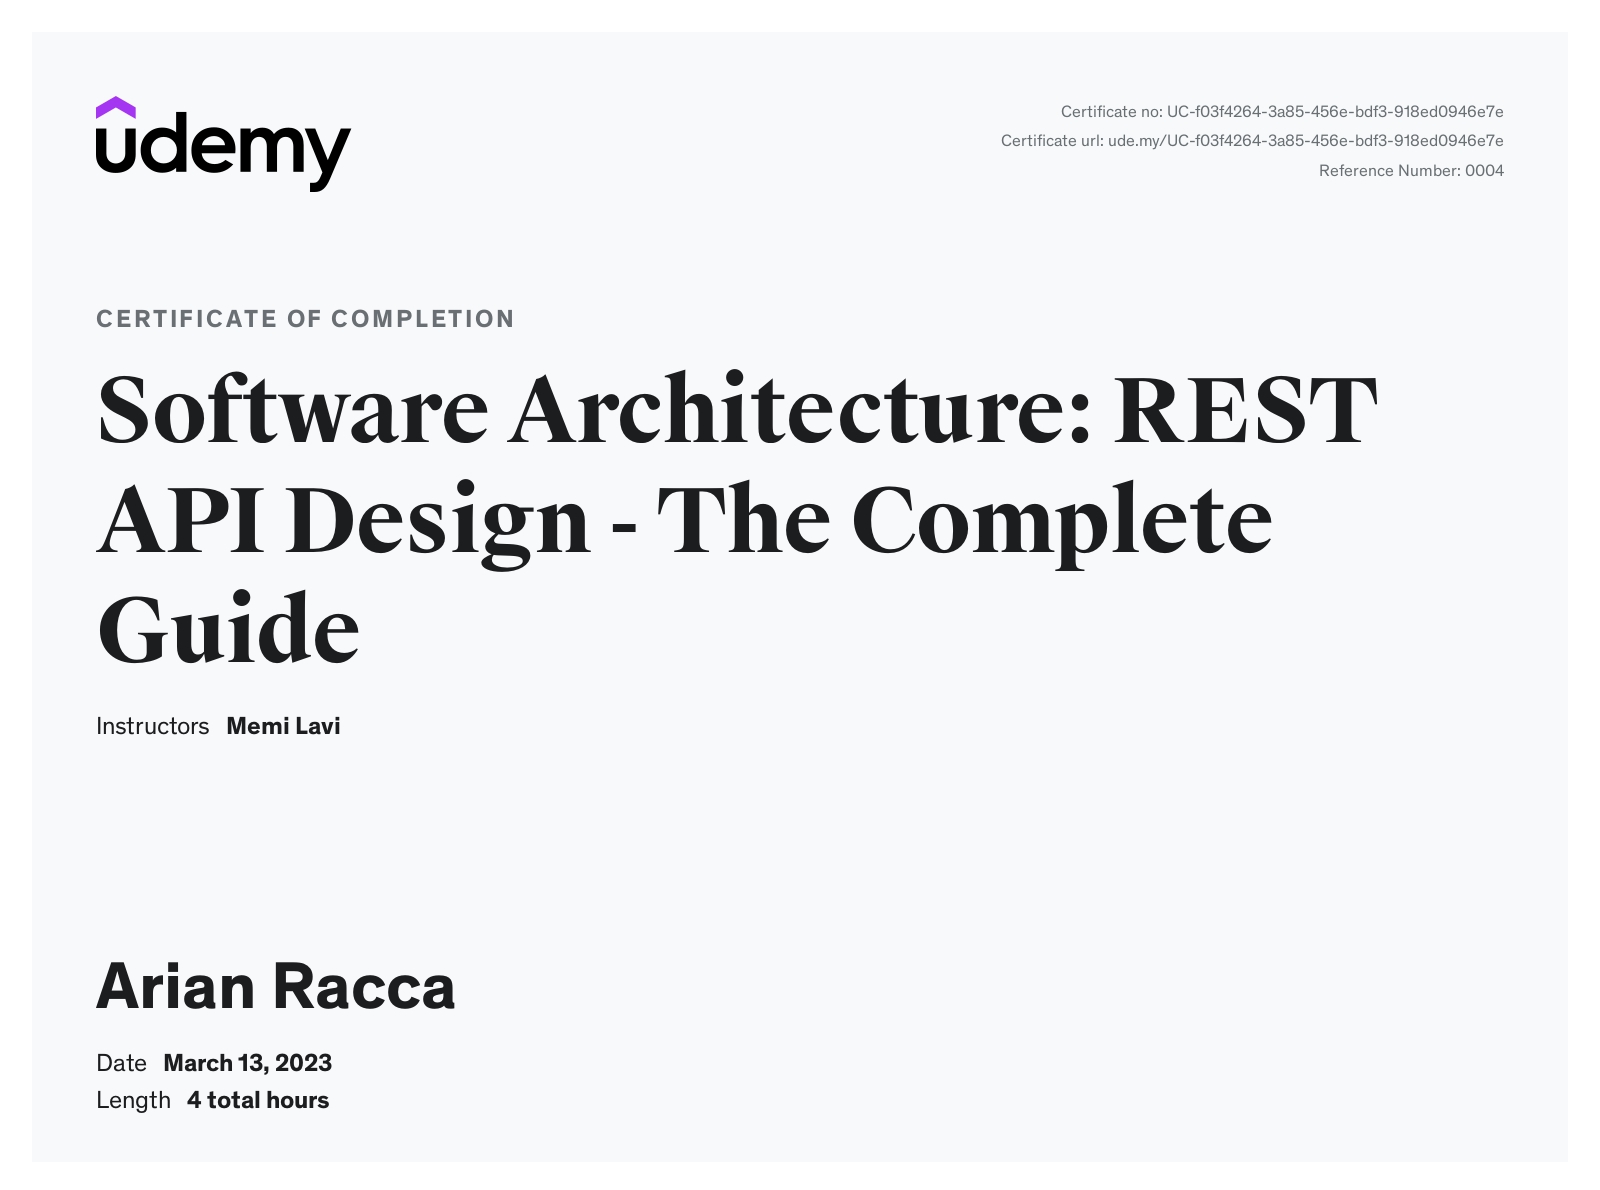 udemy
Certificate no: UC-f03f4264-3a85-456e-bdf3-918ed0946e7e
Certificate url: ude.my/UC-f03f4264-3a85-456e-bdf3-918ed0946e7e
Reference Number: 0004
CERTIFICATE OF COMPLETION
Software Architecture: REST
API Design - The Complete
Guide
Instructors Memi Lavi
Arian Racca
Date March 13, 2023
Length 4 total hours